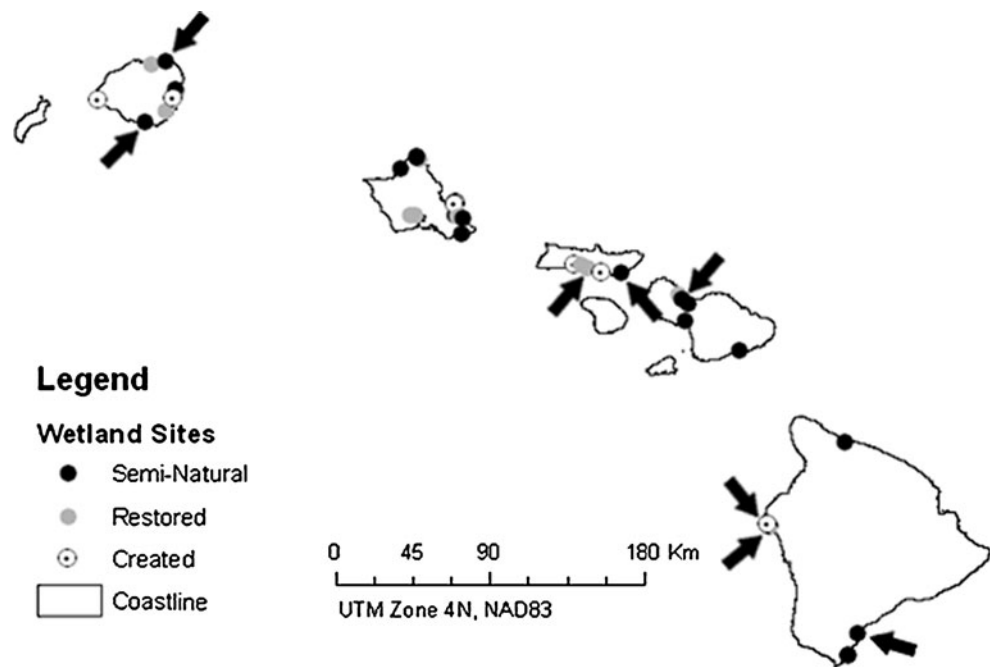 Legend
Wetland Sites
Semi-Natural
Restored
Created
Coastline
0 45 90 180 Km
UTM Zone 4N, NAD83